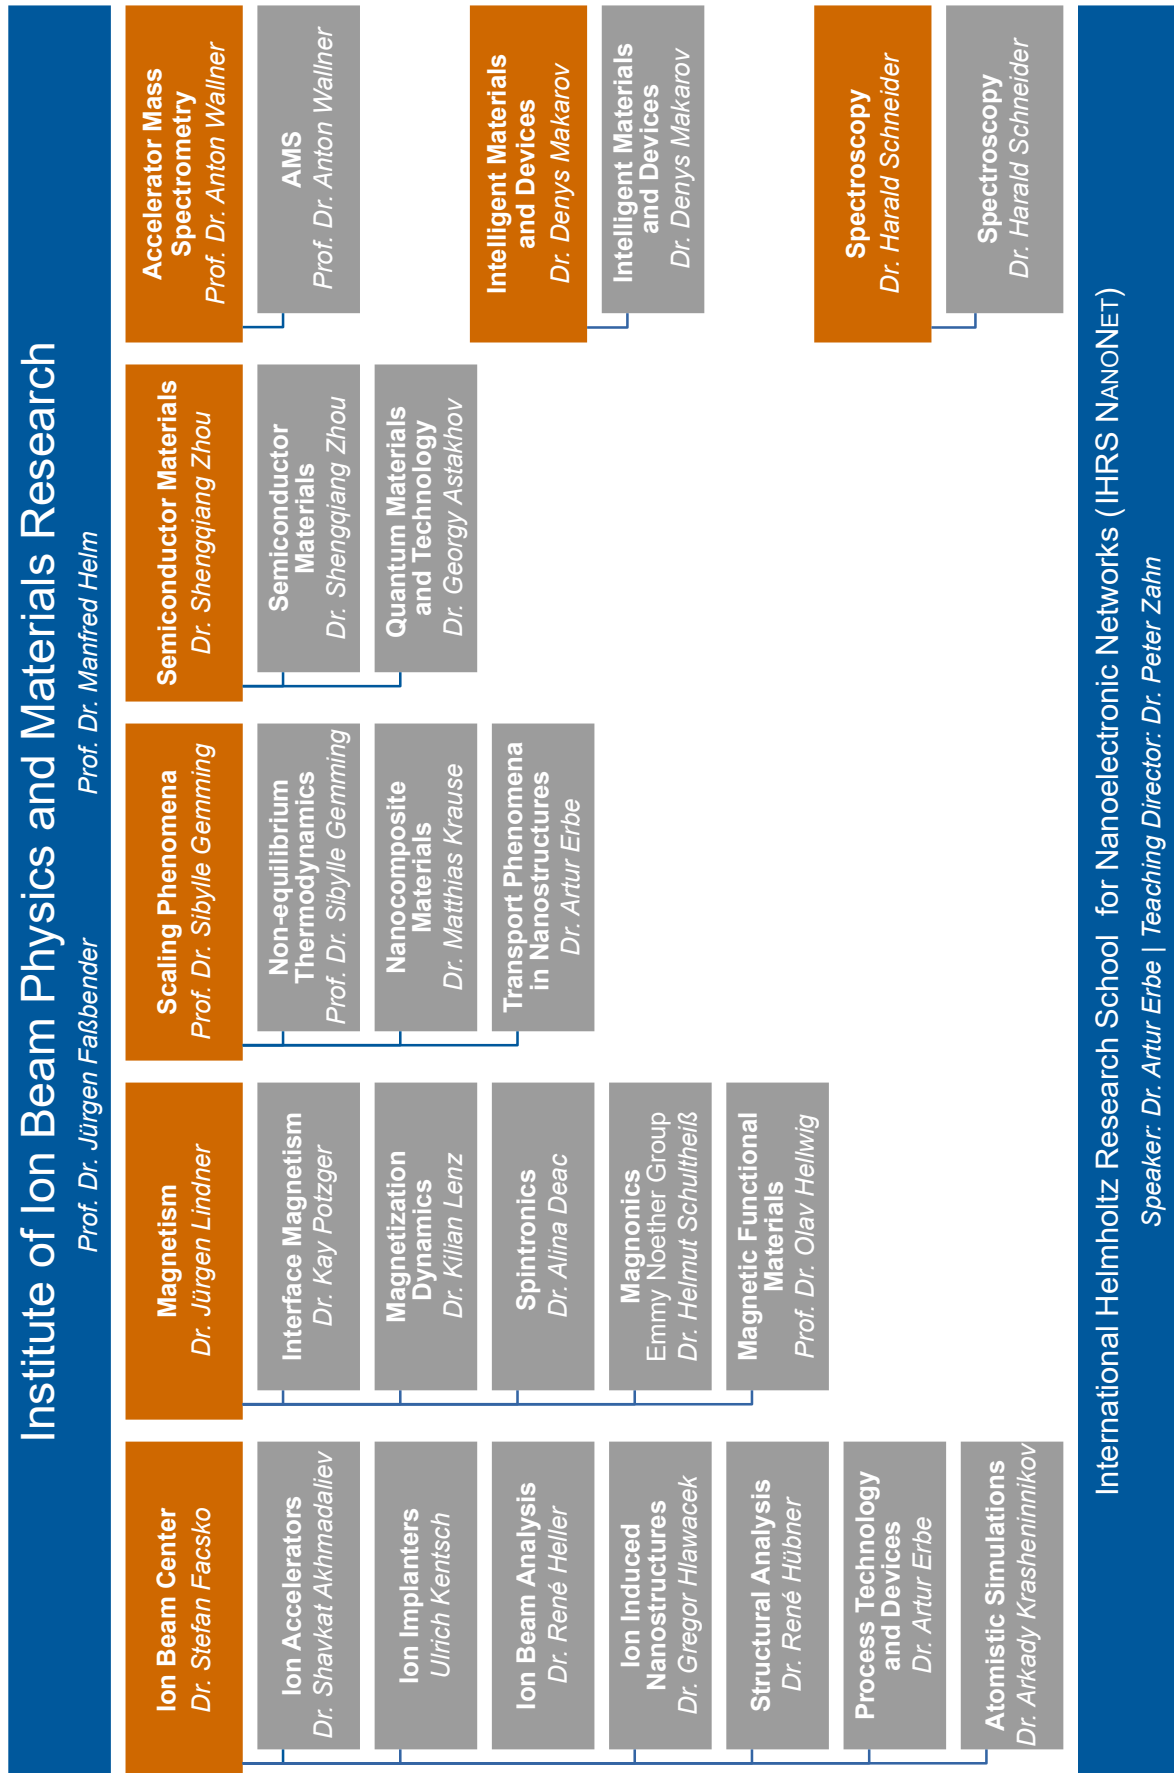 Institute of Ion Beam Physics and Materials Research
Prof. Dr. Jürgen Faßbender
Prof. Dr. Manfred Helm
Ion Beam Center
Dr. Stefan Facsko
Ion Accelerators
Dr. Shavkat Akhmadaliev
Ion Implanters
Ulrich Kentsch
Ion Beam Analysis
Dr. René Heller
Ion Induced
Nanostructures
Dr. Gregor Hlawacek
Structural Analysis
Dr. René Hübner
Process Technology
and Devices
Dr. Artur Erbe
Atomistic Simulations
Dr. Arkady Krasheninnikov
Magnetism
Dr. Jürgen Lindner
Interface Magnetism
Dr. Kay Potzger
Magnetization
Dynamics
Dr. Kilian Lenz
Spintronics
Dr. Alina Deac
Magnonics
Emmy Noether Group
Dr. Helmut Schultheiß
Magnetic Functional
Materials
Prof. Dr. Olav Hellwig
Scaling Phenomena
Prof. Dr. Sibylle Gemming
Non-equilibrium
Thermodynamics
Prof. Dr. Sibylle Gemming
Nanocomposite
Materials
Dr. Matthias Krause
Transport Phenomena
in Nanostructures
Dr. Artur Erbe
Semiconductor Materials
Dr. Shengqiang Zhou
Semiconductor
Materials
Dr. Shengqiang Zhou
Quantum Materials
and Technology
Dr. Georgy Astakhov
Accelerator Mass
Spectrometry
Prof. Dr. Anton Wallner
AMS
Prof. Dr. Anton Wallner
Intelligent Materials
and Devices
Dr. Denys Makarov
Intelligent Materials
and Devices
Dr. Denys Makarov
Spectroscopy
Dr. Harald Schneider
Spectroscopy
Dr. Harald Schneider
International Helmholtz Research School for Nanoelectronic Networks (IHRS NANONET)
Speaker: Dr. Artur Erbe | Teaching Director: Dr. Peter Zahn